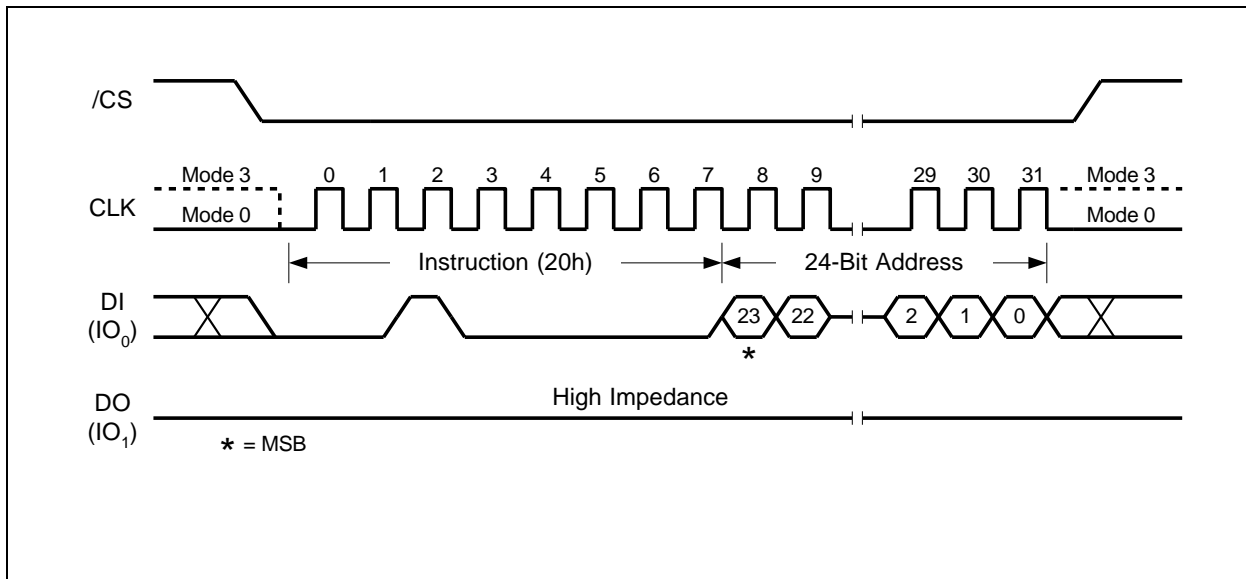 /CS
Mode 3 0 1 2 3 4 5 6 7 8 9 29 30 31 Mode 3
CLK Mode 0 Mode 0
Instruction (20h) 24-Bit Address
DI
(IO0) 23 22 2 1 0
*
High Impedance
DO
(IO1)
* = MSB